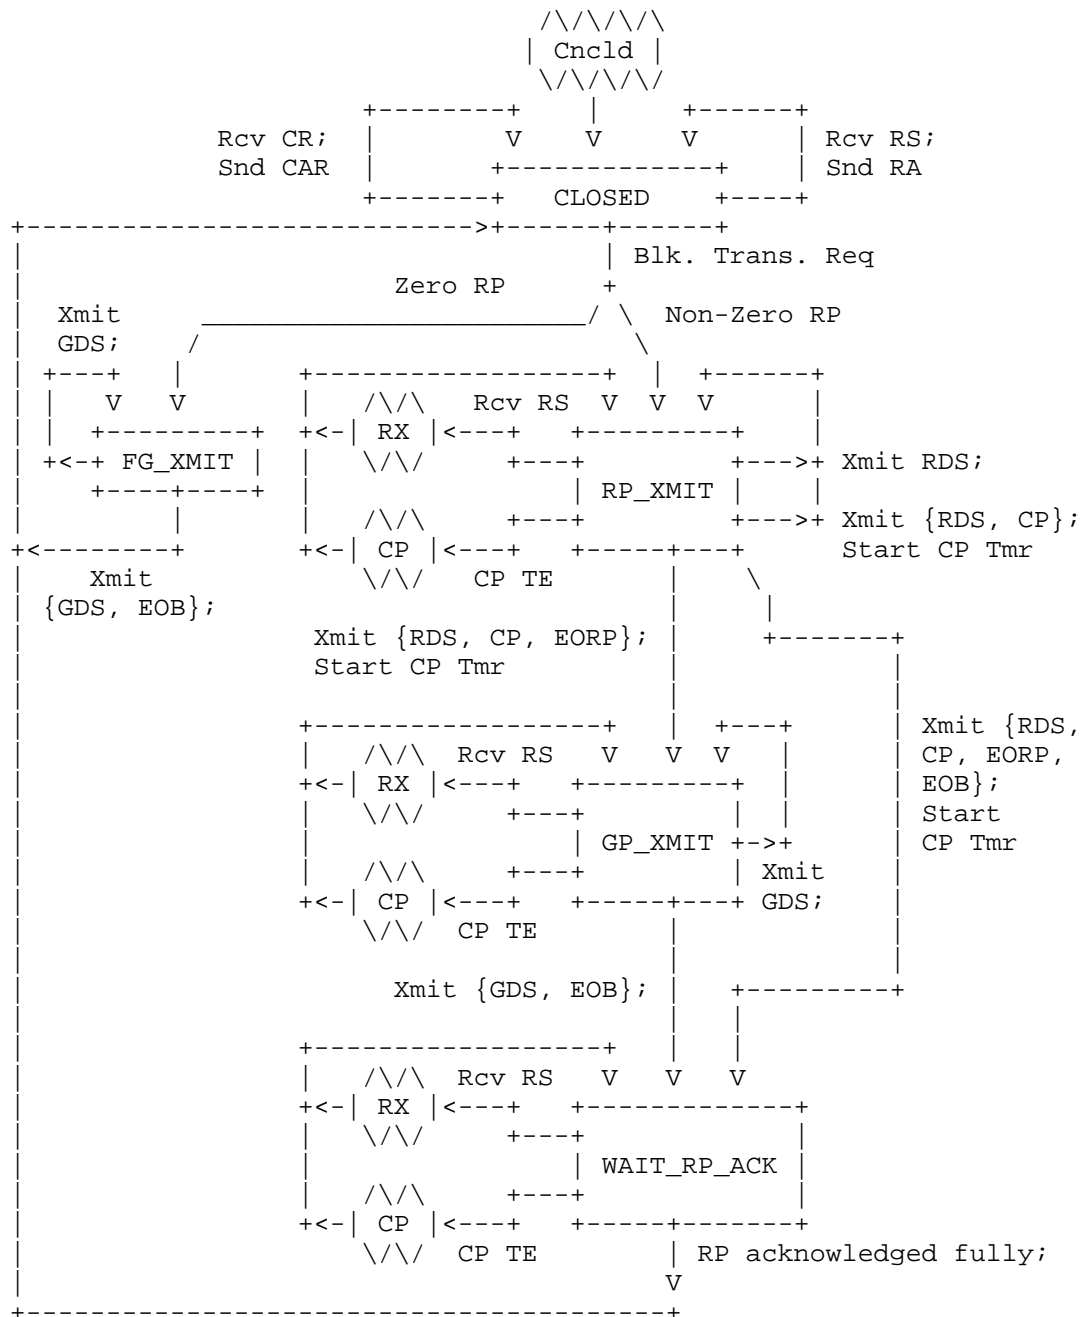 /\/\/\/\
| Cncld |
\/\/\/\/
+--------+ | +------+
Rcv CR; | V V V | Rcv RS;
Snd CAR | +--------------+ | Snd RA
+-------+ CLOSED +----+
+---------------------------->+------+------+
| | Blk. Trans. Req
| Zero RP +
| Xmit ________________________/ \ Non-Zero RP
| GDS; / \
| +---+ | +------------------+ | +------+
| | V V | /\/\ Rcv RS V V V |
| | +---------+ +<-| RX |<---+ +---------+ |
| +<-+ FG_XMIT | | \/\/ +---+ +--->+ Xmit RDS;
| +----+----+ | | RP_XMIT | |
| | | /\/\ +---+ +--->+ Xmit {RDS, CP};
+<--------+ +<-| CP |<---+ +-----+---+ Start CP Tmr
| Xmit \/\/ CP TE | \
| {GDS, EOB}; | |
| Xmit {RDS, CP, EORP}; | +-------+
| Start CP Tmr | |
| | |
| +------------------+ | +---+ | Xmit {RDS,
| | /\/\ Rcv RS V V V | | CP, EORP,
| +<-| RX |<---+ +---------+ | | EOB};
| | \/\/ +---+ | | | Start
| | | GP_XMIT +->+ | CP Tmr
| | /\/\ +---+ | Xmit |
| +<-| CP |<---+ +-----+---+ GDS; |
| \/\/ CP TE | |
| | |
| Xmit {GDS, EOB}; | +---------+
| | |
| +------------------+ | |
| | /\/\ Rcv RS V V V
| +<-| RX |<---+ +-------------+
| | \/\/ +---+ |
| | | WAIT_RP_ACK |
| | /\/\ +---+ |
| +<-| CP |<---+ +-----+-------+
| \/\/ CP TE | RP acknowledged fully;
| V
+-----------------------------------------+